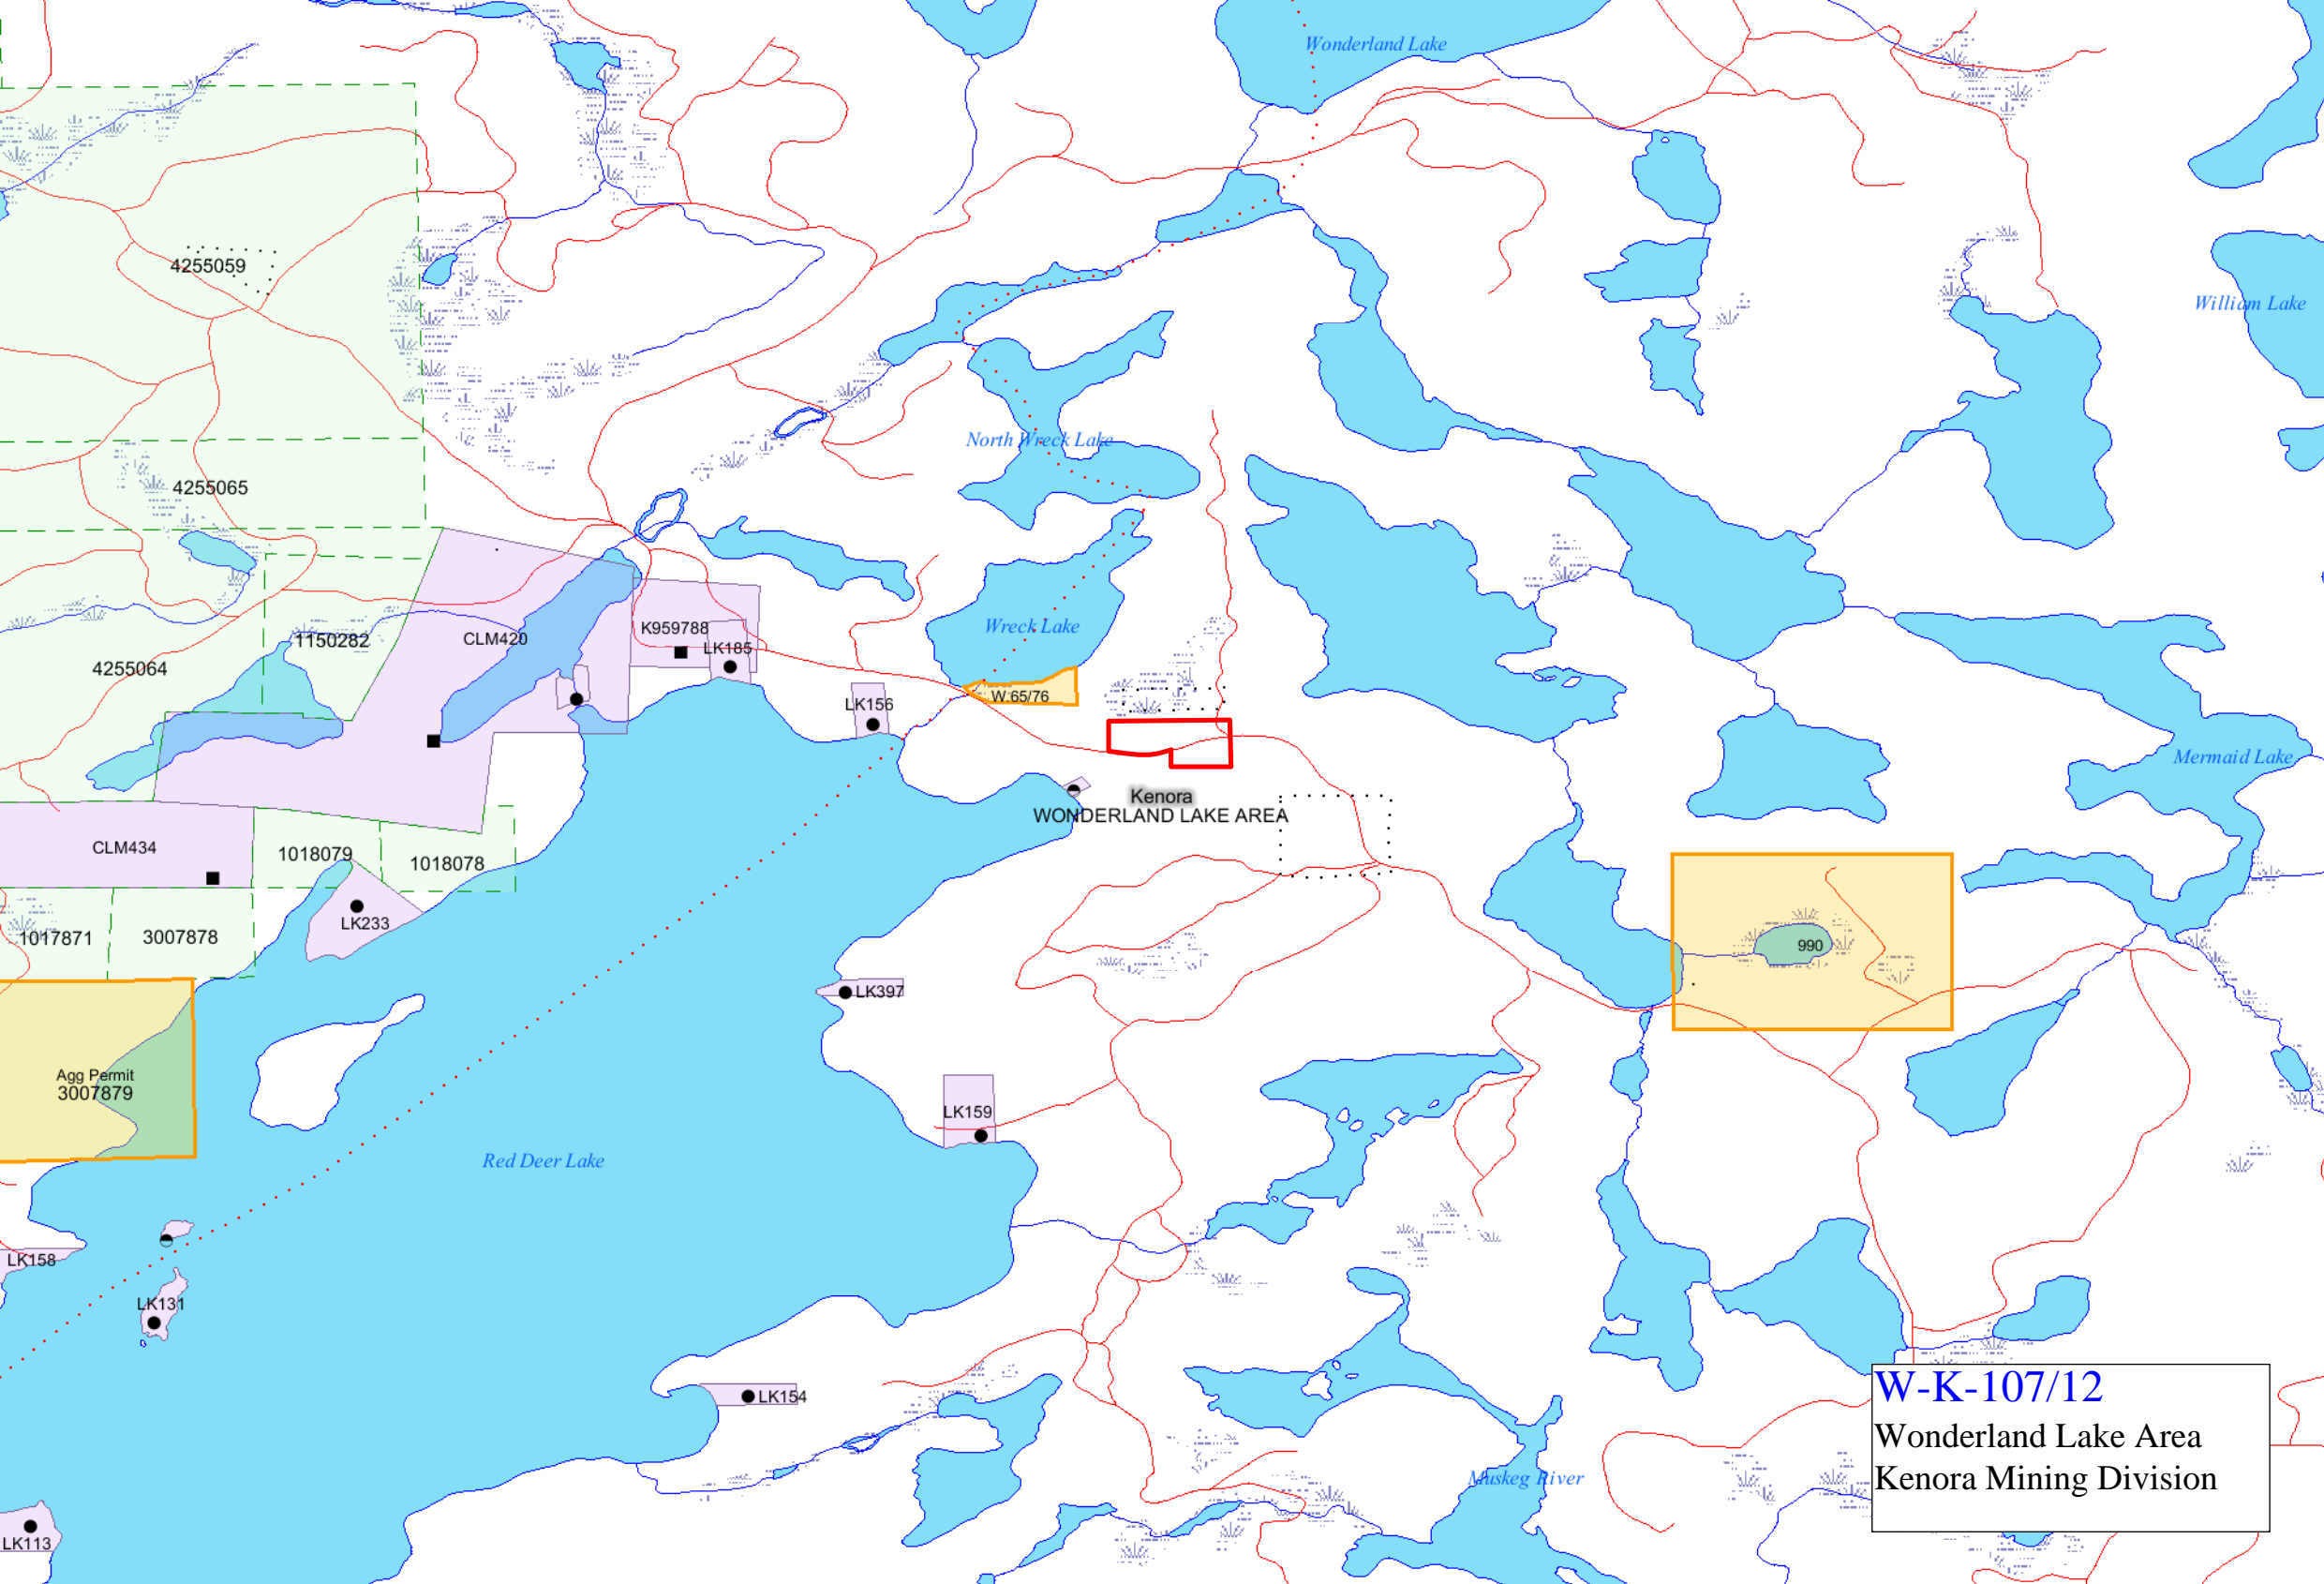 Wonderland Lake
4255059
William Lake
North Wreck Lake
4255065
K959788
Wreck Lake
1150282
CLM420
LK185
4255064
W.65/76
LK156
Mermaid Lake
Kenora
WONDERLAND LAKE AREA
CLM434
1018079
1018078
LK233
1017871
3007878
990
LK397
Agg Permit
3007879
LK159
Red Deer Lake
LK158
LK131
LK154
W-K-107/12
Wonderland Lake Area
Kenora Mining Division
Muskeg River
LK113